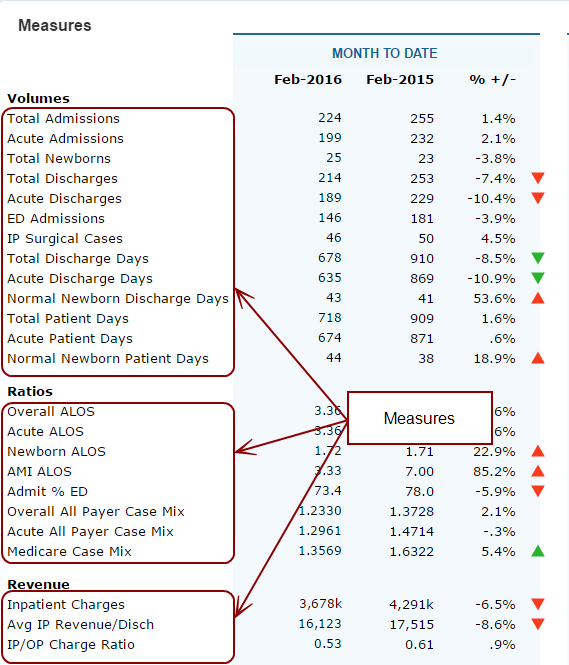 Measures
MONTH TO DATE
Feb-2016 Feb-2015 % +/-
Volumes
Total Admissions 224 255 1.4%
Acute Admissions 199 232 2.1%
Total Newborns 25 23 -3.8%
Total Discharges 214 253 -7.4%
Acute Discharges 189 229 -10.4%
ED Admissions 146 181 -3.9%
IP Surgical Cases 46 50 4.5%
Total Discharge Days 678 910 -8.5%
Acute Discharge Days 635 869 -10.9%
Normal Newborn Discharge Days 43 41 53.6%
Total Patient Days 718 909 1.6%
Acute Patient Days 674 871 .6%
Normal Newborn Patient Days 44 38 18.9%
Ratios
Overall ALOS 3.36 6%
Measures
Acute ALOS 3.36 6%
Newborn ALOS 1.72 1.71 22.9%
AMI ALOS 3.33 7.00 85.2%
Admit % ED 73.4 78.0 -5.9%
Overall All Payer Case Mix 1.2330 1.3728 2.1%
Acute All Payer Case Mix 1.2961 1.4714 -.3%
Medicare Case Mix 1.3569 1.6322 5.4%
Revenue
Inpatient Charges 3,678k 4,291k -6.5%
Avg IP Revenue/Disch 16,123 17,515 -8.6%
IP/OP Charge Ratio 0.53 0.61 .9%